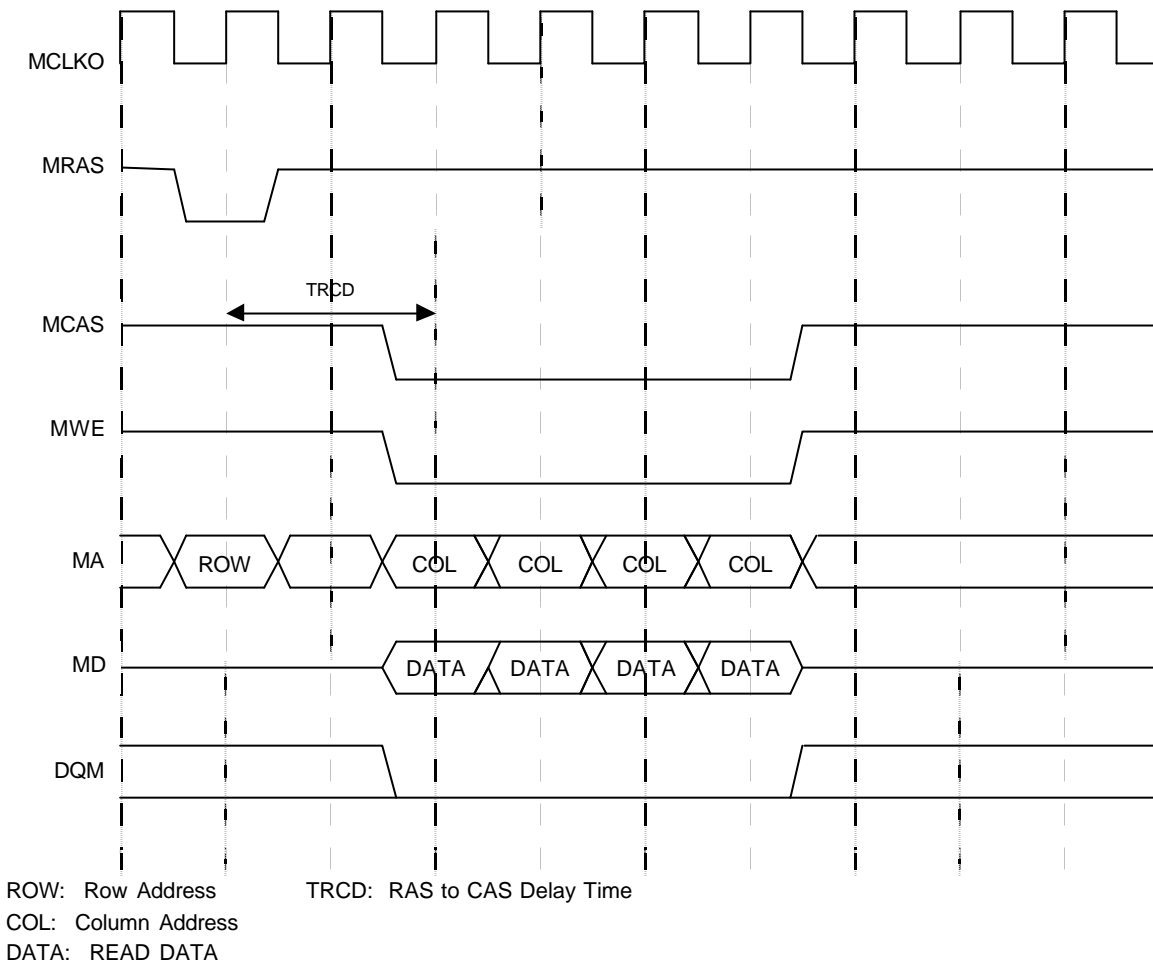 MCLKO
MRAS
TRCD
MCAS
MWE
MA ROW COL COL COL COL
MD DATA DATA DATA DATA
DQM
ROW: Row Address TRCD: RAS to CAS Delay Time
COL: Column Address
DATA: READ DATA